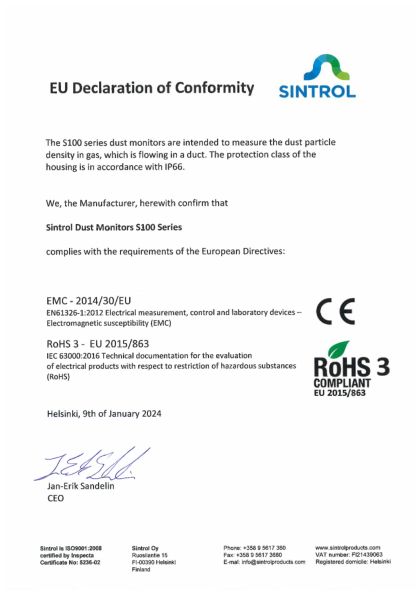 EU Declaration of Conformity
SINTROL
The S100 series dust monitors are intended to measure the dust particle
density in gas, which is flowing in a duct. The protection class of the
housing is in accordance with IP66.
We, the Manufacturer, herewith confirm that
Sintrol Dust Monitors S100 Series
complies with the requirements of the European Directives:
EMC - 2014/30/EU
EN61326-1:2012 Electrical measurement, control and laboratory devices –
Electromagnetic susceptibility (EMC)
CE
RoHS 3 - EU 2015/863
IEC 63000:2016 Technical documentation for the evaluation
of electrical products with respect to restriction of hazardous substances
(RoHS)
RoHS 3
COMPLIANT
EU 2015/863
Helsinki, 9th of January 2024
Jan-Erik Sandelin
CEO
Sintrol is ISO9001:2008
certified by Inspecta
Certificate No: 5236-02
Sintrol Oy
Ruosilantie 15
FI-00390 Helsinki
Finland
Phone: +358 9 5617 360
Fax: +358 9 5617 3680
E-mail: info@sintrolproducts.com
www.sintrolproducts.com
VAT number: FI21439063
Registered domicile: Helsinki